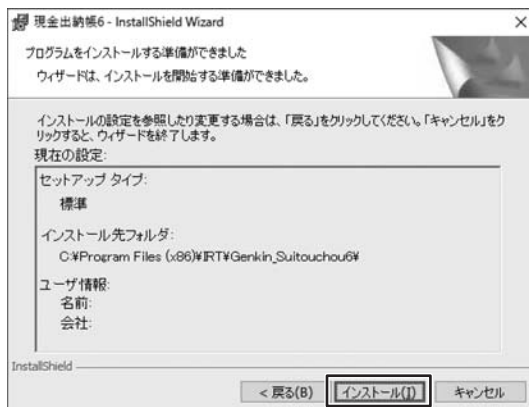 現金出納帳6 - InstallShield Wizard
プログラムをインストールする準備ができました
ウィザードは、インストールを開始する準備ができました。
インストールの設定を参照したり変更する場合は、「戻る」をクリックしてください。「キャンセル」をク
リックすると、ウィザードを終了します。
現在の設定:
セットアップ タイプ:
標準
インストール先フォルダ:
C:¥Program Files (x86)¥IRT¥Genkin_Suitouchou6¥
ユーザ情報:
名前:
会社:
InstallShield
< 戻る(B) インストール(I) キャンセル